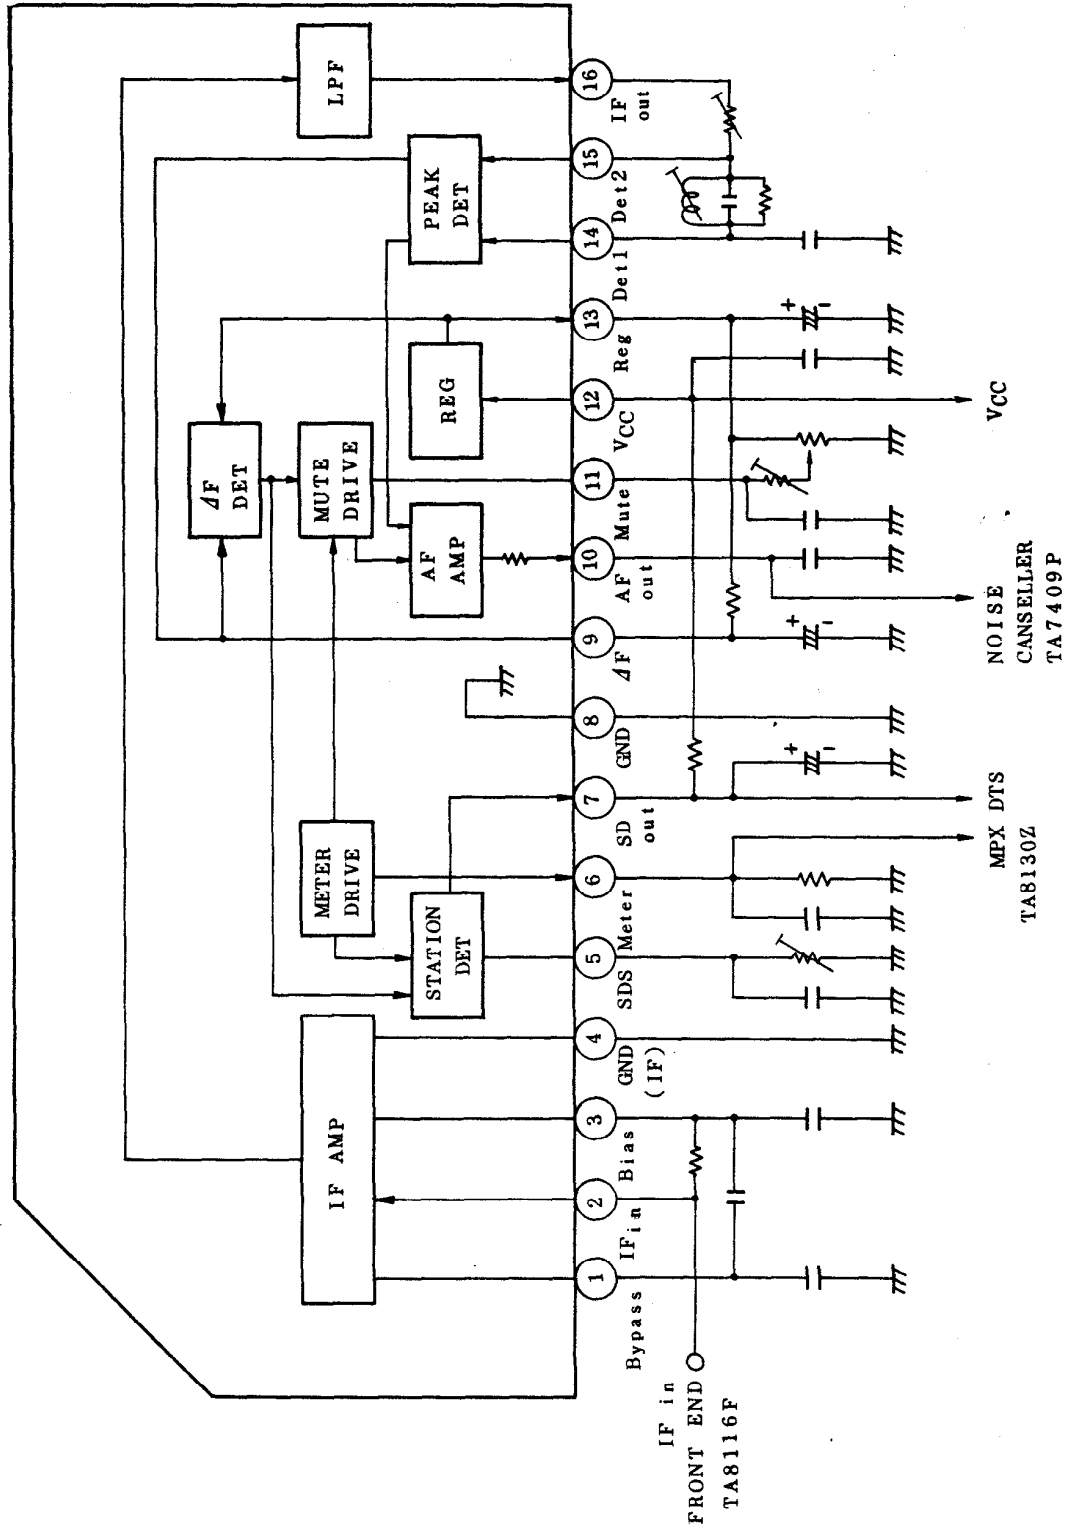 IF AMP
METER
DRIVE
STATION
DET
ΔF
DET
MUTE
DRIVE
AF
AMP
REG
PEAK
DET
LPF
1
2
3
4
5
6
7
8
9
10
11
12
13
14
15
16
Bypass
IFin
Bias
GND
(IF)
SDS
Meter
SD
out
GND
ΔF
AF
out
Mute
VCC
Reg
Det1
Det2
IF
out
+
-
+
-
+
-
IF in
FRONT END
TA8116F
MPX DTS
TA8130Z
NOISE
CANSELLER
TA7409P
VCC